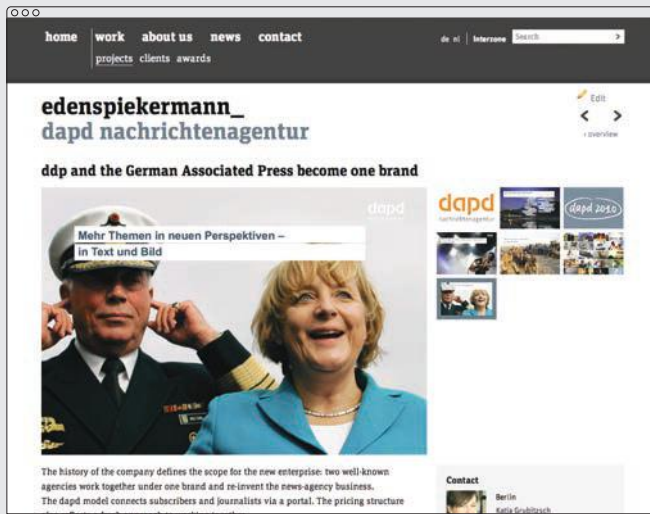 home work about us news contact
projects clients awards
de nl Interzone Search
edenspiekermann_
dapd nachrichtenagentur
Edit
‹ overview
ddp and the German Associated Press become one brand
dapd
Mehr Themen in neuen Perspektiven –
in Text und Bild
dapd
nachrichtenagentur
dapd 2010
The history of the company defines the scope for the new enterprise: two well-known
agencies work together under one brand and re-invent the news-agency business.
The dapd model connects subscribers and journalists via a portal. The pricing structure
Contact
Berlin
Katja Grubitzsch